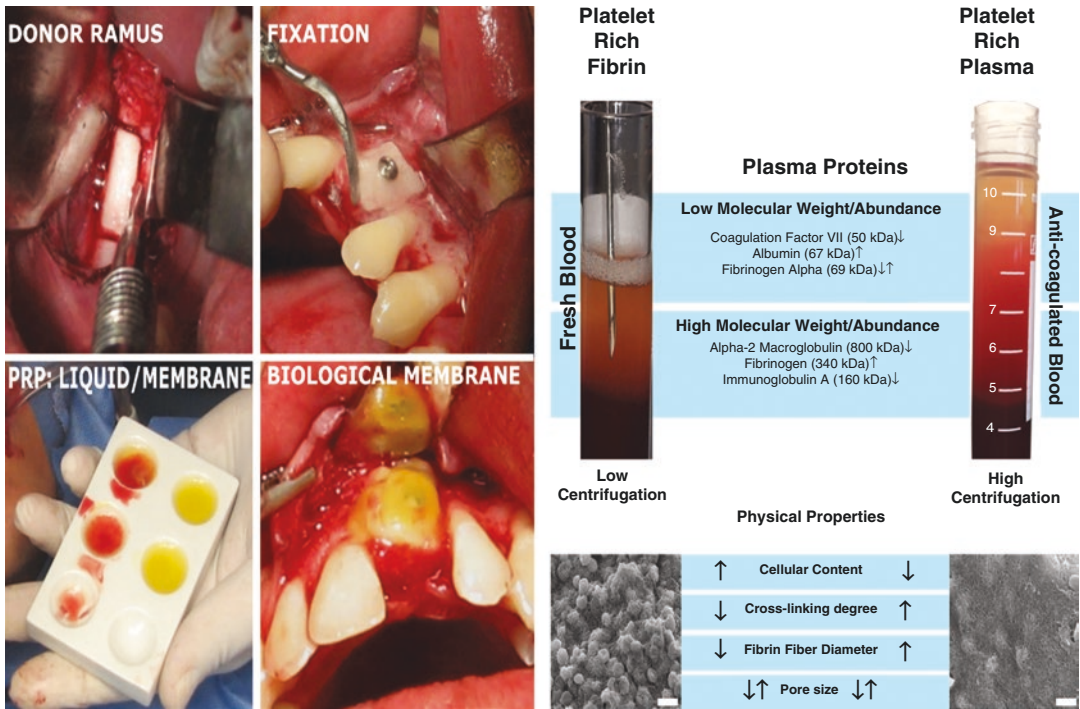 DONOR RAMUS
FIXATION
PRP: LIQUID/MEMBRANE
BIOLOGICAL MEMBRANE
Platelet
Rich
Fibrin
Platelet
Rich
Plasma
Plasma Proteins
Fresh Blood
Low Molecular Weight/Abundance
Coagulation Factor VII (50 kDa)↓
Albumin (67 kDa)↑
Fibrinogen Alpha (69 kDa)↓↑
High Molecular Weight/Abundance
Alpha-2 Macroglobulin (800 kDa)↓
Fibrinogen (340 kDa)↑
Immunoglobulin A (160 kDa)↓
10
9
7
6
5
4
Anti-coagulated Blood
Low
Centrifugation
High
Centrifugation
Physical Properties
↑ Cellular Content ↓
↓ Cross-linking degree ↑
↓ Fibrin Fiber Diameter ↑
↓↑ Pore size ↓↑